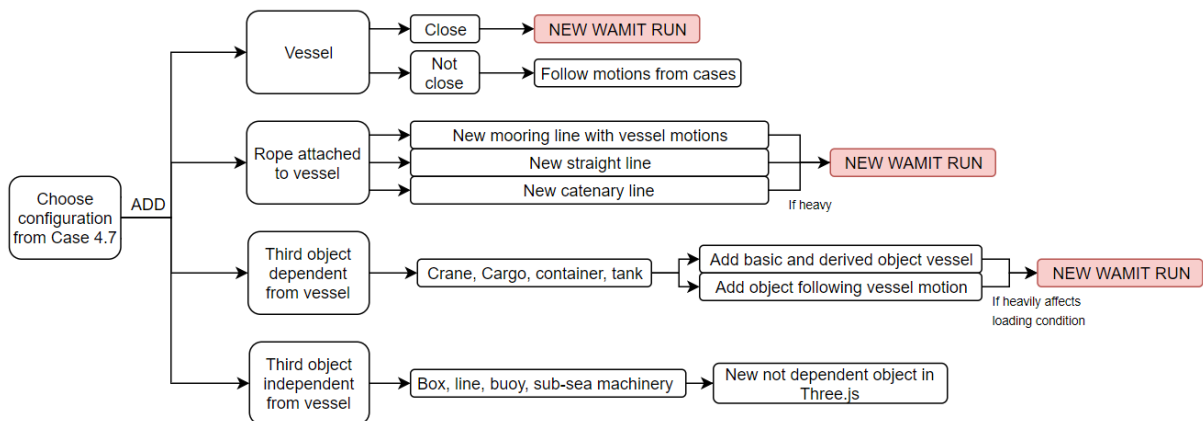 Choose
configuration
from Case 4.7
ADD
Vessel
Close
NEW WAMIT RUN
Not
close
Follow motions from cases
Rope attached
to vessel
New mooring line with vessel motions
New straight line
New catenary line
If heavy
NEW WAMIT RUN
Third object
dependent
from vessel
Crane, Cargo, container, tank
Add basic and derived object vessel
Add object following vessel motion
If heavily affects
loading condition
NEW WAMIT RUN
Third object
independent
from vessel
Box, line, buoy, sub-sea machinery
New not dependent object in
Three.js